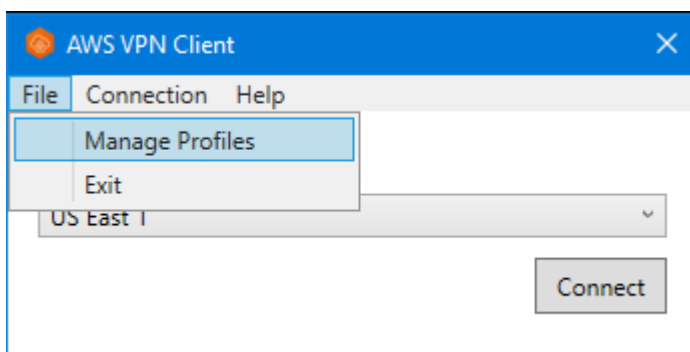 AWS VPN Client
File Connection Help
Manage Profiles
Exit
US East 1
Connect